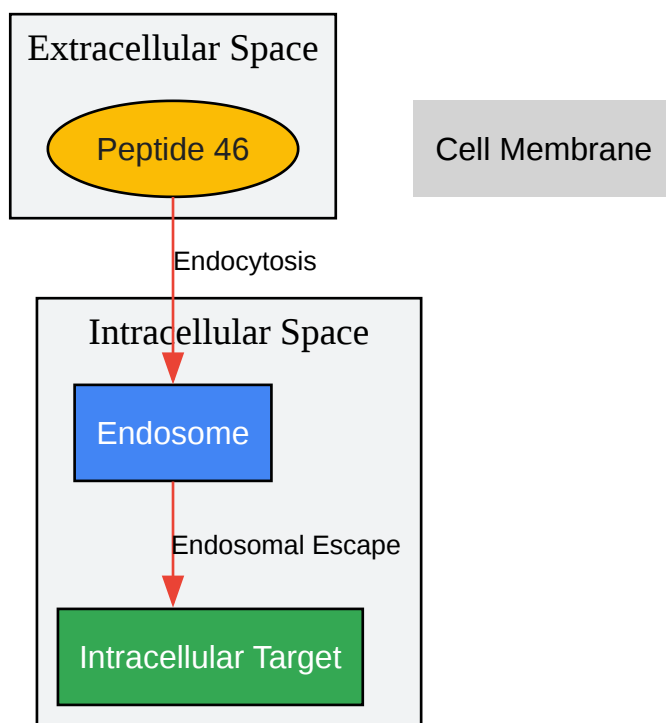 Extracellular Space
Peptide 46
Cell Membrane
Endocytosis
Intracellular Space
Endosome
Endosomal Escape
Intracellular Target